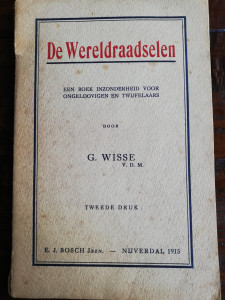 De Wereldraadselen
EEN BOEK INZONDERHEID VOOR
ONGELOOVIGEN EN TWIJFELAARS
DOOR
G. WISSE
V. D. M.
TWEEDE DRUK
E. J. BOSCH JBZN. — NIJVERDAL 1915